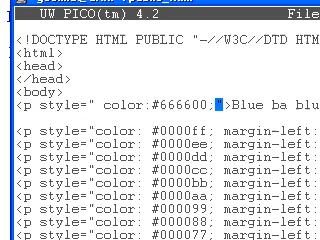 UW PICO(tm) 4.2 File
<!DOCTYPE HTML PUBLIC "-//W3C//DTD HTM
<html>
<head>
</head>
<body>
<p style=" color:#666600;">Blue ba blu
<p style="color: #0000ff; margin-left:
<p style="color: #0000ee; margin-left:
<p style="color: #0000dd; margin-left:
<p style="color: #0000cc; margin-left:
<p style="color: #0000bb; margin-left:
<p style="color: #0000aa; margin-left:
<p style="color: #000099; margin-left:
<p style="color: #000088; margin-left:
<p style="color: #000077; margin-left: